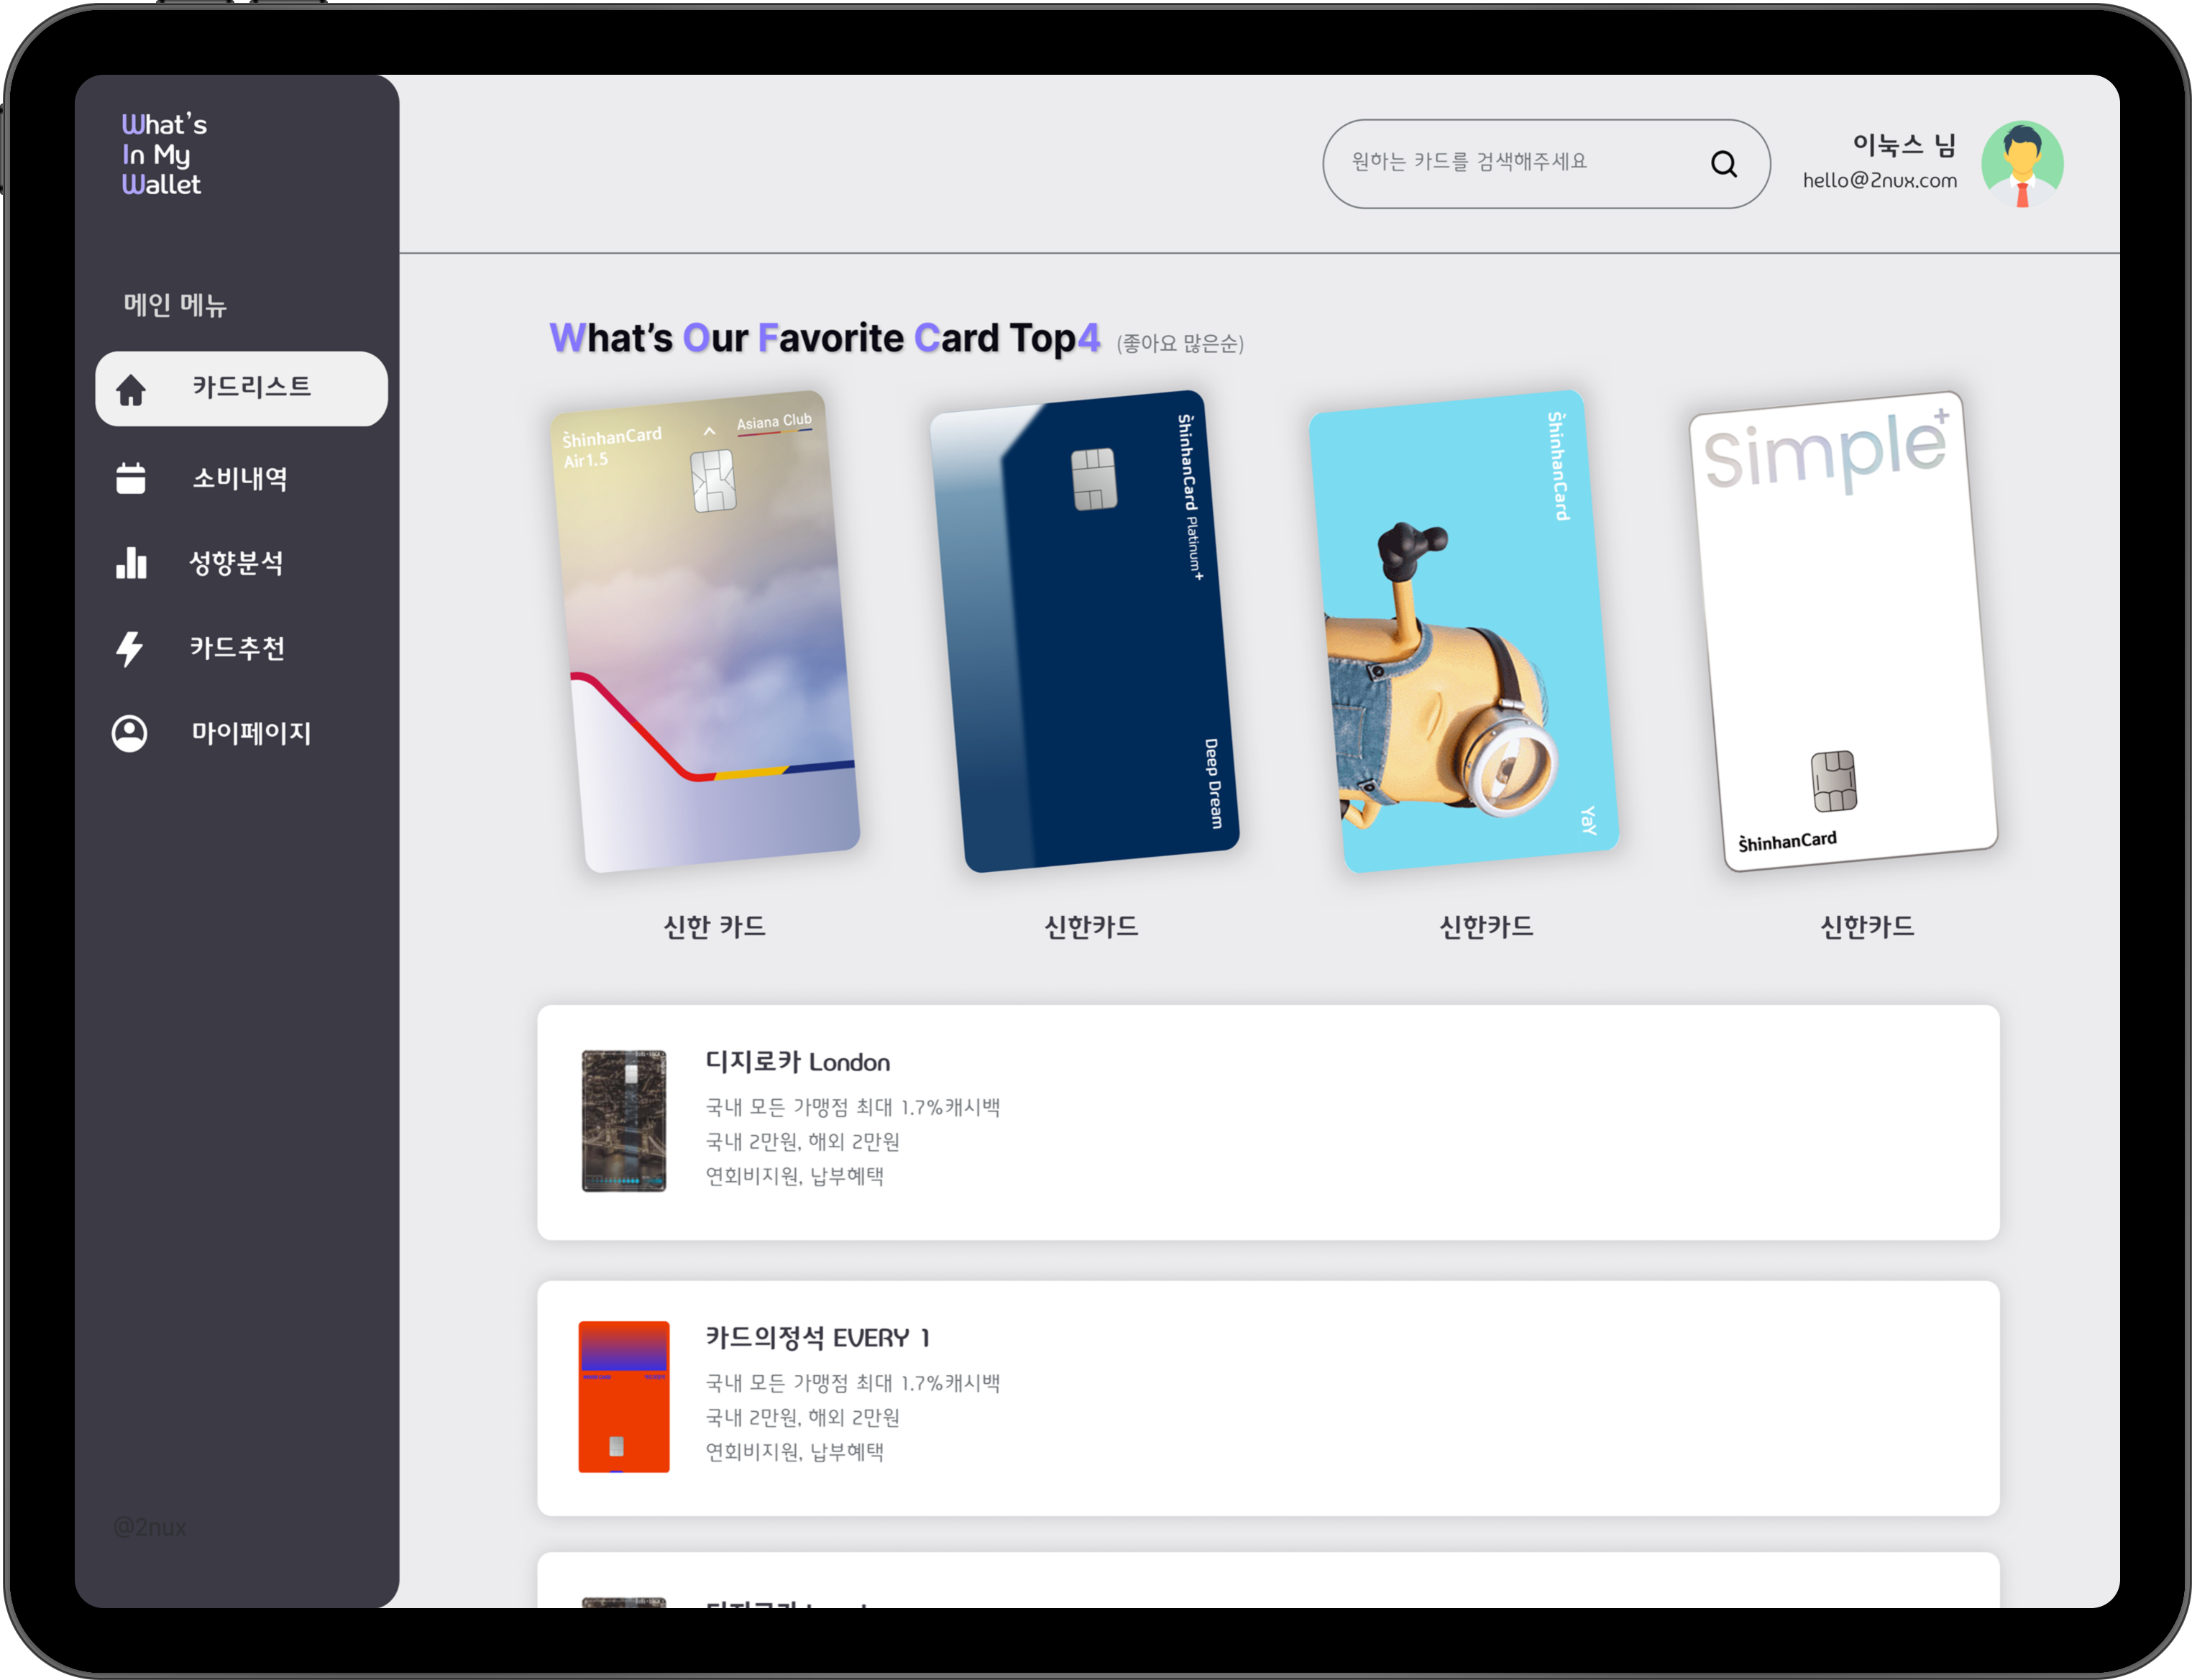 What's
In My
Wallet
메인 메뉴
카드리스트
소비내역
성향분석
카드추천
마이페이지
@2nux
원하는 카드를 검색해주세요
이눅스 님
hello@2nux.com
What's Our Favorite Card Top4 (좋아요 많은순)
ShinhanCard
Air1.5
Asiana Club
ShinhanCard Platinum+
Deep Dream
ShinhanCard
YaY
Simple+
ShinhanCard
신한 카드
신한카드
신한카드
신한카드
디지로카 London
국내 모든 가맹점 최대 1.7%캐시백
국내 2만원, 해외 2만원
연회비지원, 납부혜택
카드의정석 EVERY 1
국내 모든 가맹점 최대 1.7%캐시백
국내 2만원, 해외 2만원
연회비지원, 납부혜택